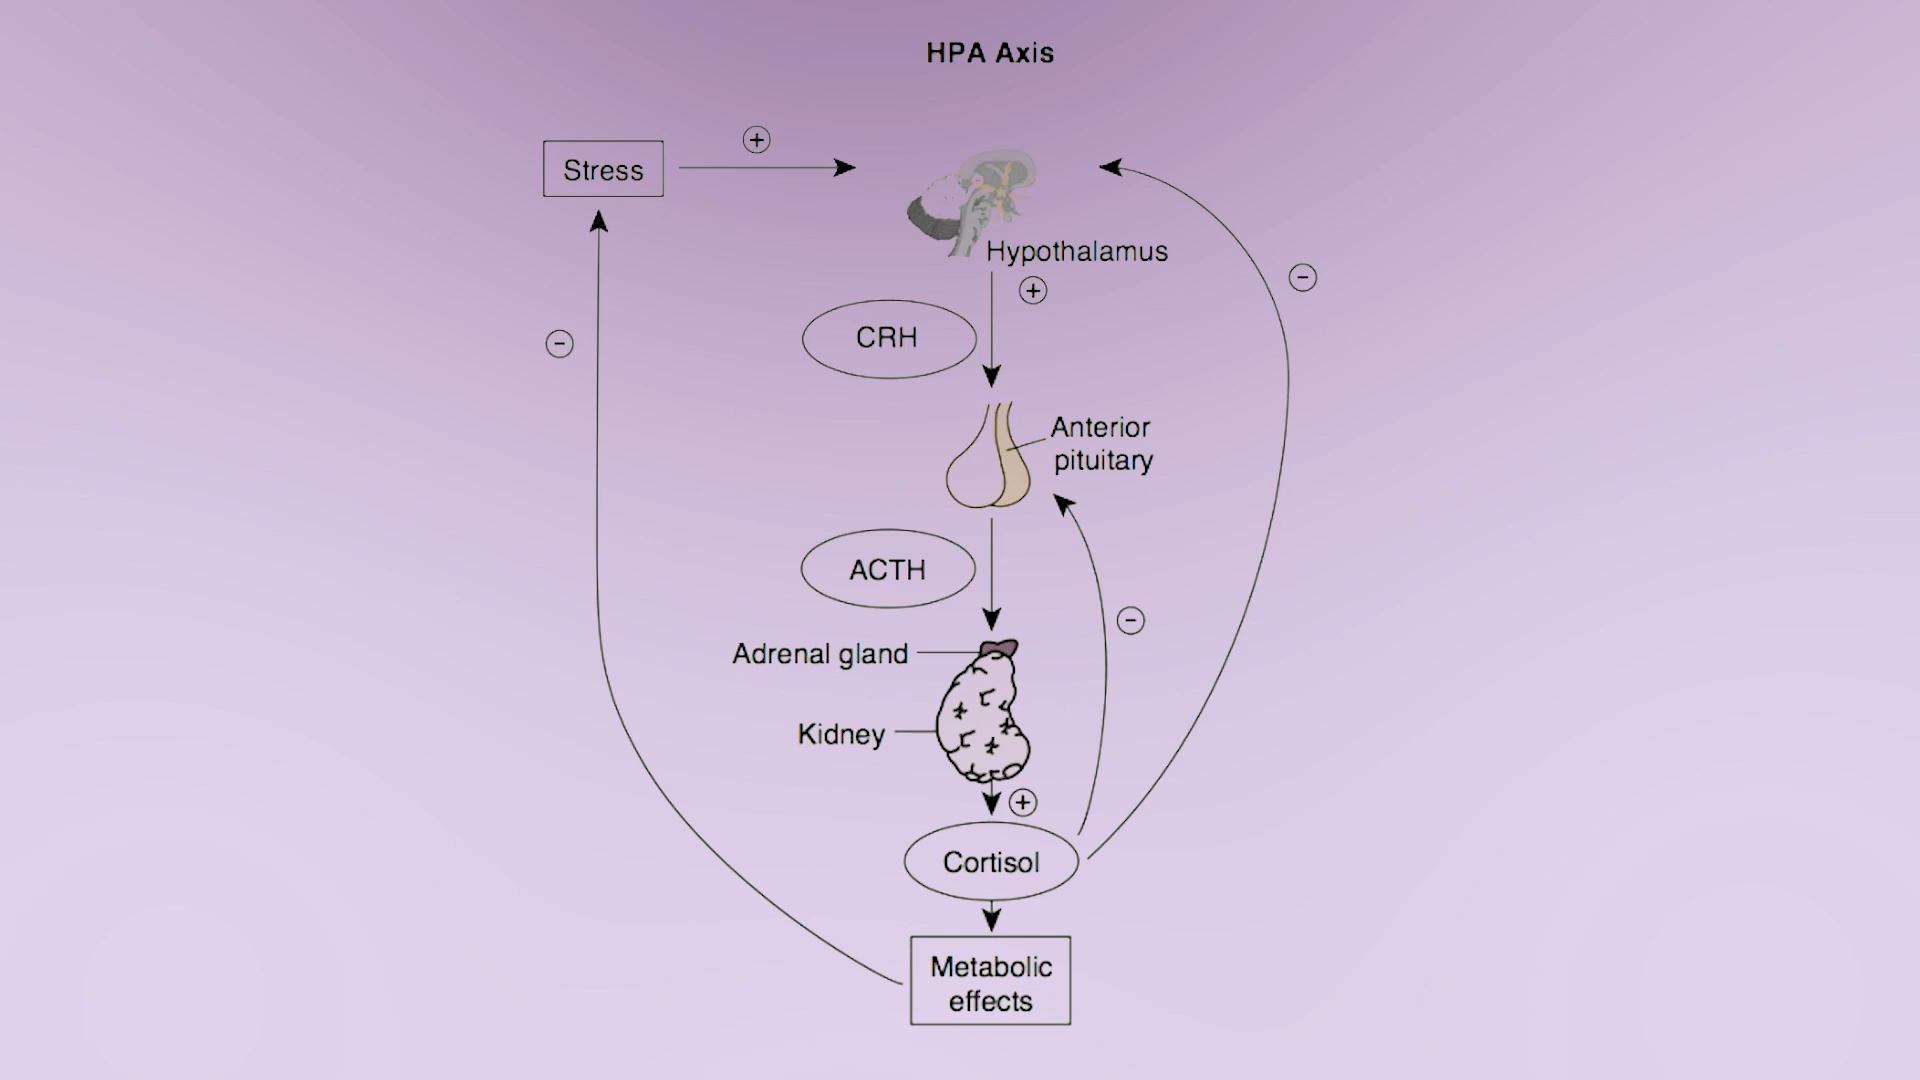 HPA Axis
+
Stress
Hypothalamus
+
−
−
CRH
Anterior
pituitary
ACTH
−
Adrenal gland
Kidney
+
Cortisol
Metabolic
effects